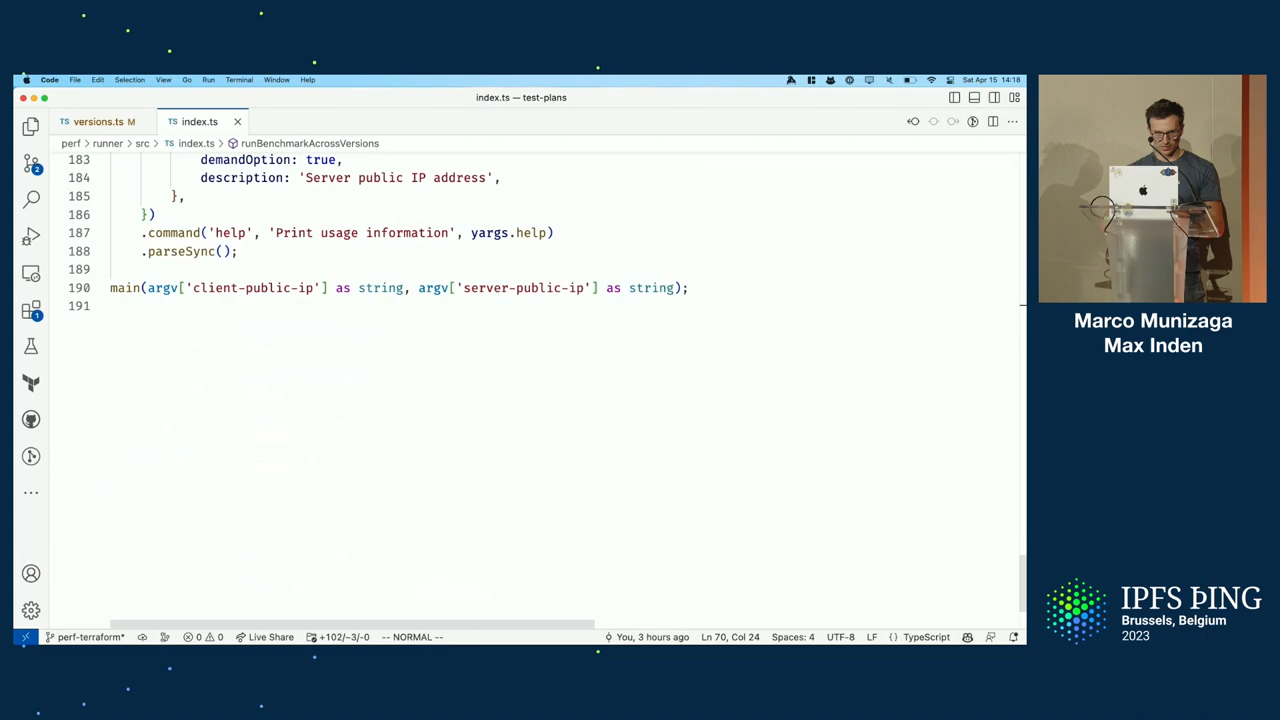 Code File Edit Selection View Go Run Terminal Window Help
Sat Apr 15 14:18
index.ts — test-plans
TS versions.ts M
TS index.ts
perf > runner > src > TS index.ts > runBenchmarkAcrossVersions
183 demandOption: true,
184 description: 'Server public IP address',
185 },
186 })
187 .command('help', 'Print usage information', yargs.help)
188 .parseSync();
189
190 main(argv['client-public-ip'] as string, argv['server-public-ip'] as string);
191
2
1
perf-terraform* 0 0 Live Share +102/~3/-0 -- NORMAL -- You, 3 hours ago Ln 70, Col 24 Spaces: 4 UTF-8 LF {} TypeScript
Marco Munizaga
Max Inden
IPFS ÞING
Brussels, Belgium
2023